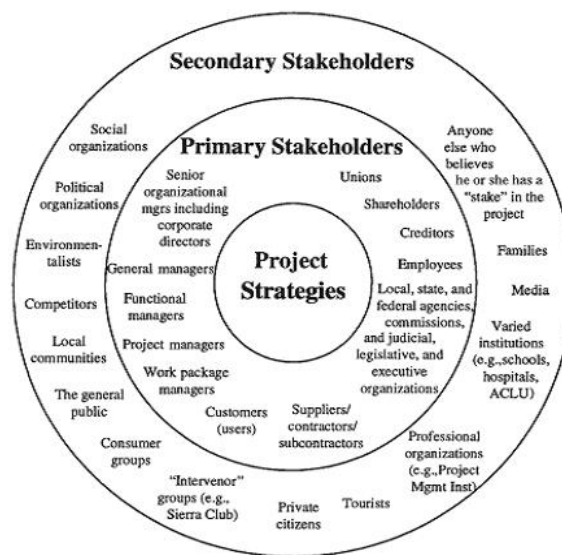 Secondary Stakeholders
Social
organizations
Political
organizations
Environmen-
talists
Competitors
Local
communities
The general
public
Consumer
groups
"Intervenor"
groups (e.g.,
Sierra Club)
Private
citizens
Tourists
Professional
organizations
(e.g.,Project
Mgmt Inst)
Varied
institutions
(e.g.,schools,
hospitals,
ACLU)
Media
Families
Anyone
else who
believes
he or she has a
"stake" in the
project
Primary Stakeholders
Senior
organizational
mgrs including
corporate
directors
General managers
Functional
managers
Project managers
Work package
managers
Customers
(users)
Suppliers/
contractors/
subcontractors
Local, state, and
federal agencies,
commissions,
and judicial,
legislative, and
executive
organizations
Employees
Creditors
Shareholders
Unions
Project
Strategies